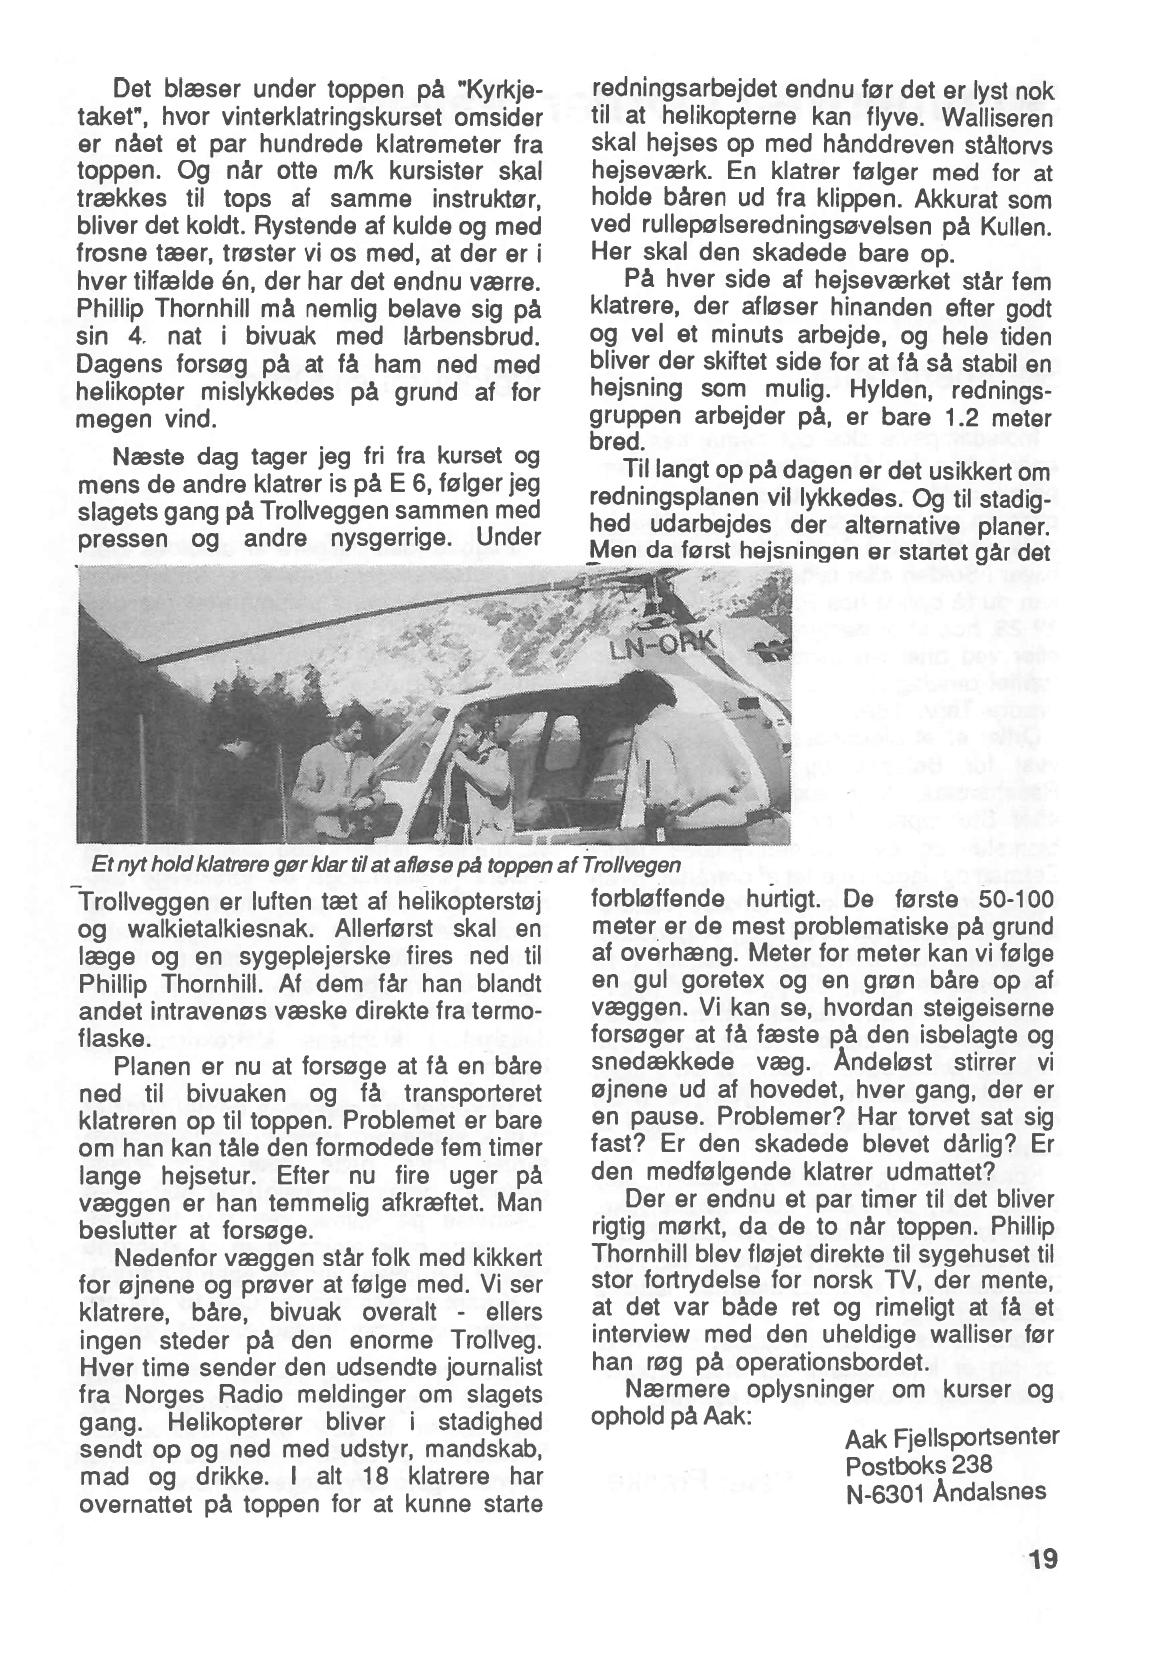 Det blæser under toppen på "Kyrkje-
taket", hvor vinterklatringskurset omsider
er nået et par hundrede klatremeter fra
toppen. Og når otte m/k kursister skal
trækkes til tops af samme instruktør,
bliver det koldt. Rystende af kulde og med
frosne tæer, trøster vi os med, at der er i
hver tilfælde én, der har det endnu værre.
Phillip Thornhill må nemlig belave sig på
sin 4. nat i bivuak med lårbensbrud.
Dagens forsøg på at få ham ned med
helikopter mislykkedes på grund af for
megen vind.
Næste dag tager jeg fri fra kurset og
mens de andre klatrer is på E 6, følger jeg
slagets gang på Trollveggen sammen med
pressen og andre nysgerrige. Under
Trollveggen er luften tæt af helikopterstøj
og walkietalkiesnak. Allerførst skal en
læge og en sygeplejerske fires ned til
Phillip Thornhill. Af dem får han blandt
andet intravenøs væske direkte fra termo-
flaske.
Planen er nu at forsøge at få en båre
ned til bivuaken og få transporteret
klatreren op til toppen. Problemet er bare
om han kan tåle den formodede fem timer
lange hejsetur. Efter nu fire uger på
væggen er han temmelig afkræftet. Man
beslutter at forsøge.
Nedenfor væggen står folk med kikkert
for øjnene og prøver at følge med. Vi ser
klatrere, båre, bivuak overalt - ellers
ingen steder på den enorme Trollveg.
Hver time sender den udsendte journalist
fra Norges Radio meldinger om slagets
gang. Helikopterer bliver i stadighed
sendt op og ned med udstyr, mandskab,
mad og drikke. I alt 18 klatrere har
overnattet på toppen for at kunne starte
redningsarbejdet endnu før det er lyst nok
til at helikopterne kan flyve. Walliseren
skal hejses op med hånddreven ståltorvs
hejseværk. En klatrer følger med for at
holde båren ud fra klippen. Akkurat som
ved rullepølseredningsøvelsen på Kullen.
Her skal den skadede bare op.
På hver side af hejseværket står fem
klatrere, der afløser hinanden efter godt
og vel et minuts arbejde, og hele tiden
bliver der skiftet side for at få så stabil en
hejsning som mulig. Hylden, rednings-
gruppen arbejder på, er bare 1.2 meter
bred.
Til langt op på dagen er det usikkert om
redningsplanen vil lykkedes. Og til stadig-
hed udarbejdes der alternative planer.
Men da først hejsningen er startet går det
forbløffende hurtigt. De første 50-100
meter er de mest problematiske på grund
af overhæng. Meter for meter kan vi følge
en gul goretex og en grøn båre op af
væggen. Vi kan se, hvordan steigeiserne
forsøger at få fæste på den isbelagte og
snedækkede væg. Åndeløst stirrer vi
øjnene ud af hovedet, hver gang, der er
en pause. Problemer? Har torvet sat sig
fast? Er den skadede blevet dårlig? Er
den medfølgende klatrer udmattet?
Der er endnu et par timer til det bliver
rigtig mørkt, da de to når toppen. Phillip
Thornhill blev fløjet direkte til sygehuset til
stor fortrydelse for norsk TV, der mente,
at det var både ret og rimeligt at få et
interview med den uheldige walliser før
han røg på operationsbordet.
Nærmere oplysninger om kurser og
ophold på Aak:
Aak Fjellsportsenter
Postboks 238
N-6301 Åndalsnes
LN-ORK
Et nyt hold klatrere gør klar til at afløse på toppen af Trollvegen
19